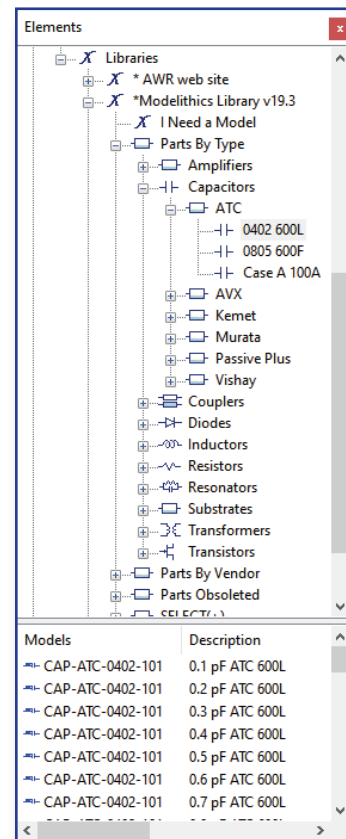 Elements
x
Libraries
* AWR web site
*Modelithics Library v19.3
I Need a Model
Parts By Type
Amplifiers
Capacitors
ATC
0402 600L
0805 600F
Case A 100A
AVX
Kemet
Murata
Passive Plus
Vishay
Couplers
Diodes
Inductors
Resistors
Resonators
Substrates
Transformers
Transistors
Parts By Vendor
Parts Obsoleted
Models Description
CAP-ATC-0402-101 0.1 pF ATC 600L
CAP-ATC-0402-101 0.2 pF ATC 600L
CAP-ATC-0402-101 0.3 pF ATC 600L
CAP-ATC-0402-101 0.4 pF ATC 600L
CAP-ATC-0402-101 0.5 pF ATC 600L
CAP-ATC-0402-101 0.6 pF ATC 600L
CAP-ATC-0402-101 0.7 pF ATC 600L